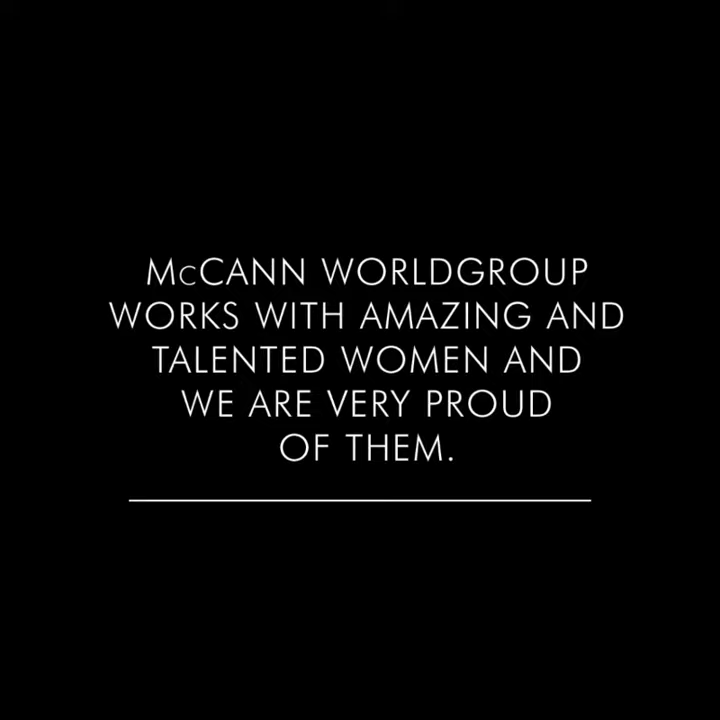 McCANN WORLDGROUP
WORKS WITH AMAZING AND
TALENTED WOMEN AND
WE ARE VERY PROUD
OF THEM.